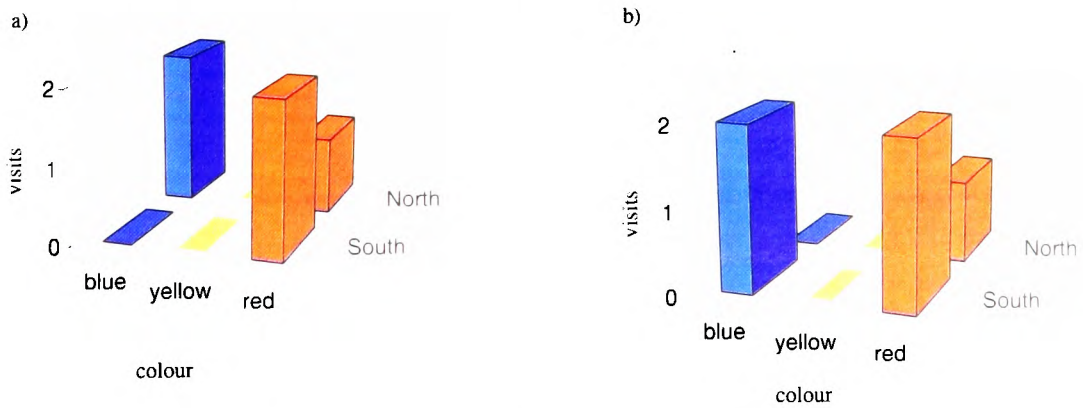 a)
2
1
0
visits
North
South
blue
yellow
red
colour
b)
2
1
0
visits
North
South
blue
yellow
red
colour